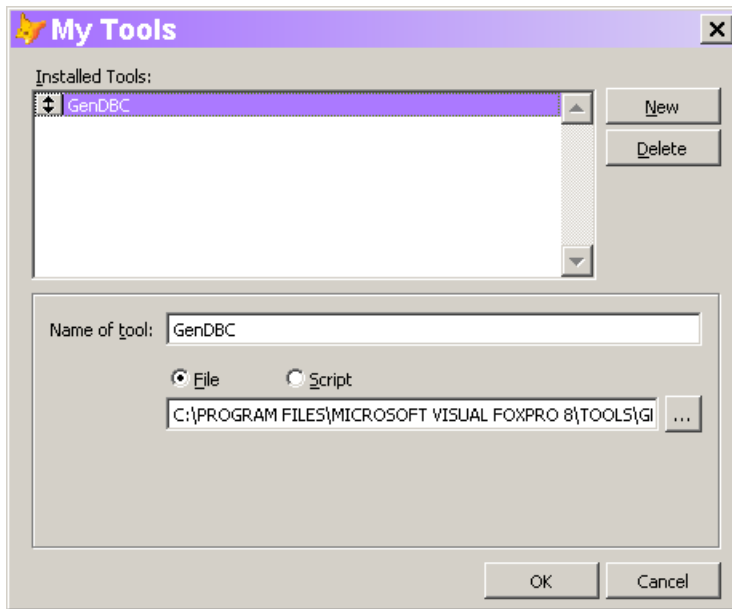 My Tools
Installed Tools:
GenDBC
New
Delete
Name of tool: GenDBC
File Script
C:\PROGRAM FILES\MICROSOFT VISUAL FOXPRO 8\TOOLS\GI ...
OK Cancel